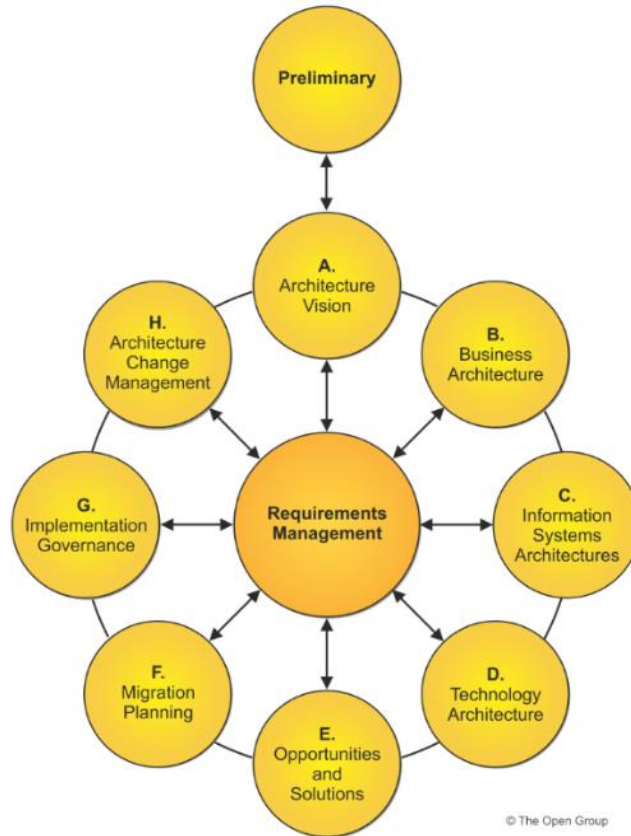 Preliminary
A.
Architecture
Vision
B.
Business
Architecture
C.
Information
Systems
Architectures
D.
Technology
Architecture
E.
Opportunities
and
Solutions
F.
Migration
Planning
G.
Implementation
Governance
H.
Architecture
Change
Management
Requirements
Management
© The Open Group